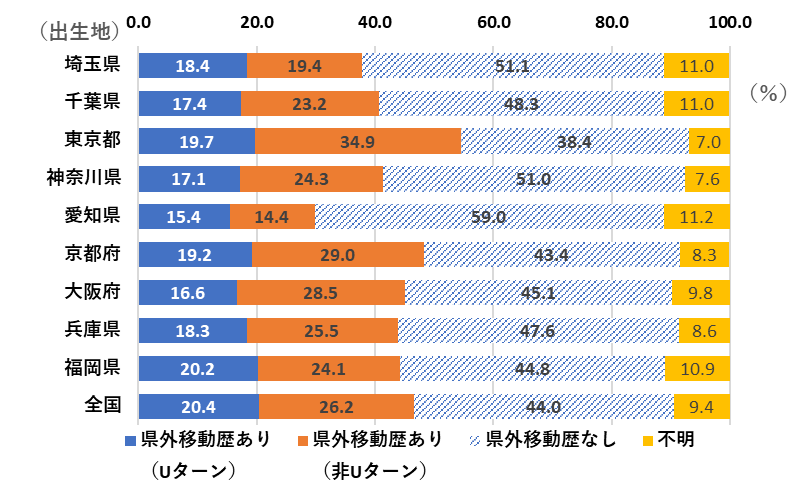 0.0 20.0 40.0 60.0 80.0 100.0
（出生地）
埼玉県 18.4 19.4 51.1 11.0
千葉県 17.4 23.2 48.3 11.0
（%）
東京都 19.7 34.9 38.4 7.0
神奈川県 17.1 24.3 51.0 7.6
愛知県 15.4 14.4 59.0 11.2
京都府 19.2 29.0 43.4 8.3
大阪府 16.6 28.5 45.1 9.8
兵庫県 18.3 25.5 47.6 8.6
福岡県 20.2 24.1 44.8 10.9
全国 20.4 26.2 44.0 9.4
県外移動歴あり 県外移動歴あり 県外移動歴なし 不明
（Uターン） （非Uターン）